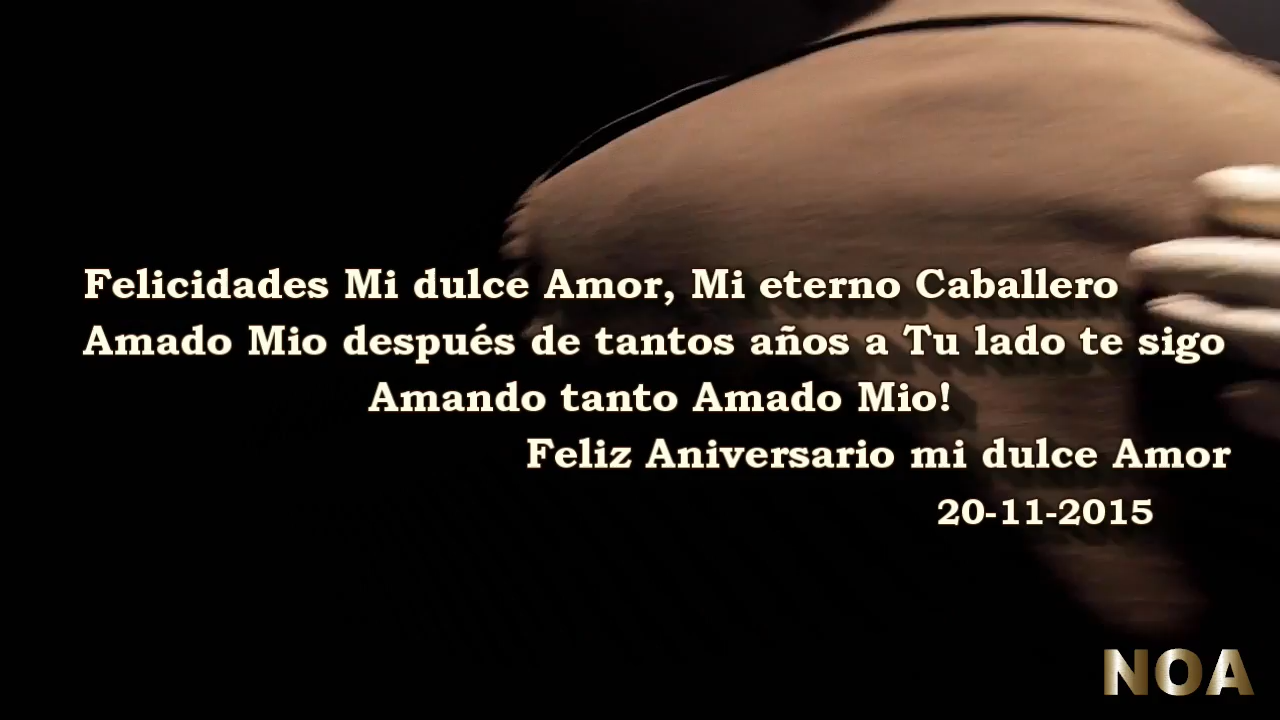 Felicidades Mi dulce Amor, Mi eterno Caballero
Amado Mio después de tantos años a Tu lado te sigo
Amando tanto Amado Mio!
Feliz Aniversario mi dulce Amor
20-11-2015
NOA